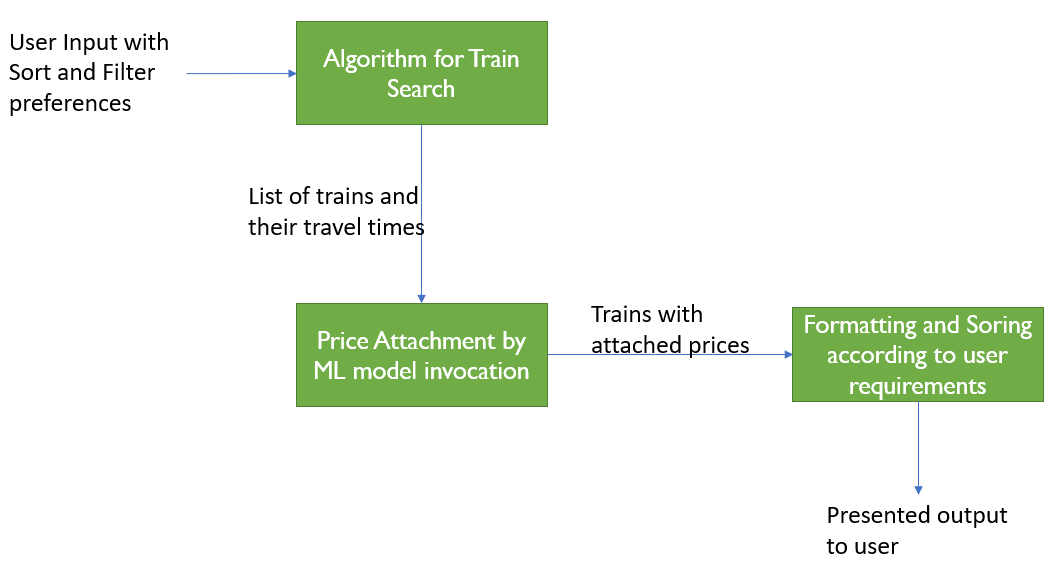 User Input with
Sort and Filter
preferences
Algorithm for Train
Search
List of trains and
their travel times
Price Attachment by
ML model invocation
Trains with
attached prices
Formatting and Soring
according to user
requirements
Presented output
to user